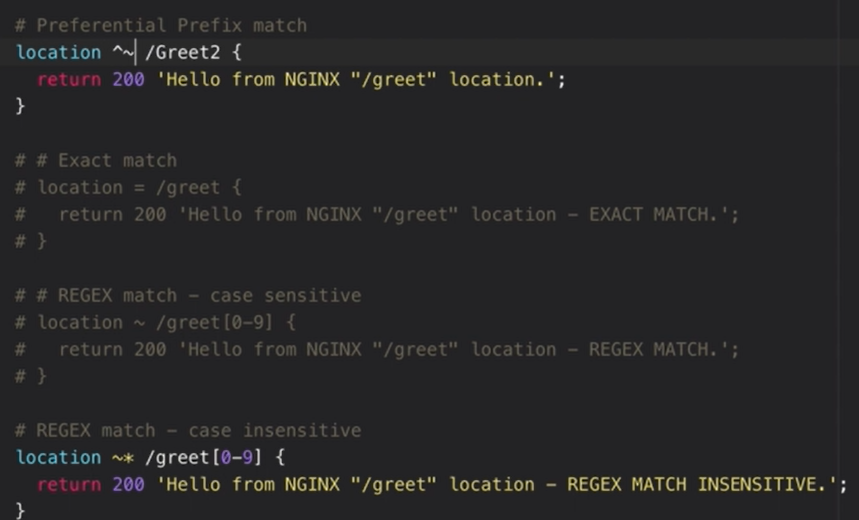 # Preferential Prefix match
location ^~ /Greet2 {
  return 200 'Hello from NGINX "/greet" location.';
}
# # Exact match
# location = /greet {
#   return 200 'Hello from NGINX "/greet" location - EXACT MATCH.';
# }
# # REGEX match - case sensitive
# location ~ /greet[0-9] {
#   return 200 'Hello from NGINX "/greet" location - REGEX MATCH.';
# }
# REGEX match - case insensitive
location ~* /greet[0-9] {
  return 200 'Hello from NGINX "/greet" location - REGEX MATCH INSENSITIVE.';
}